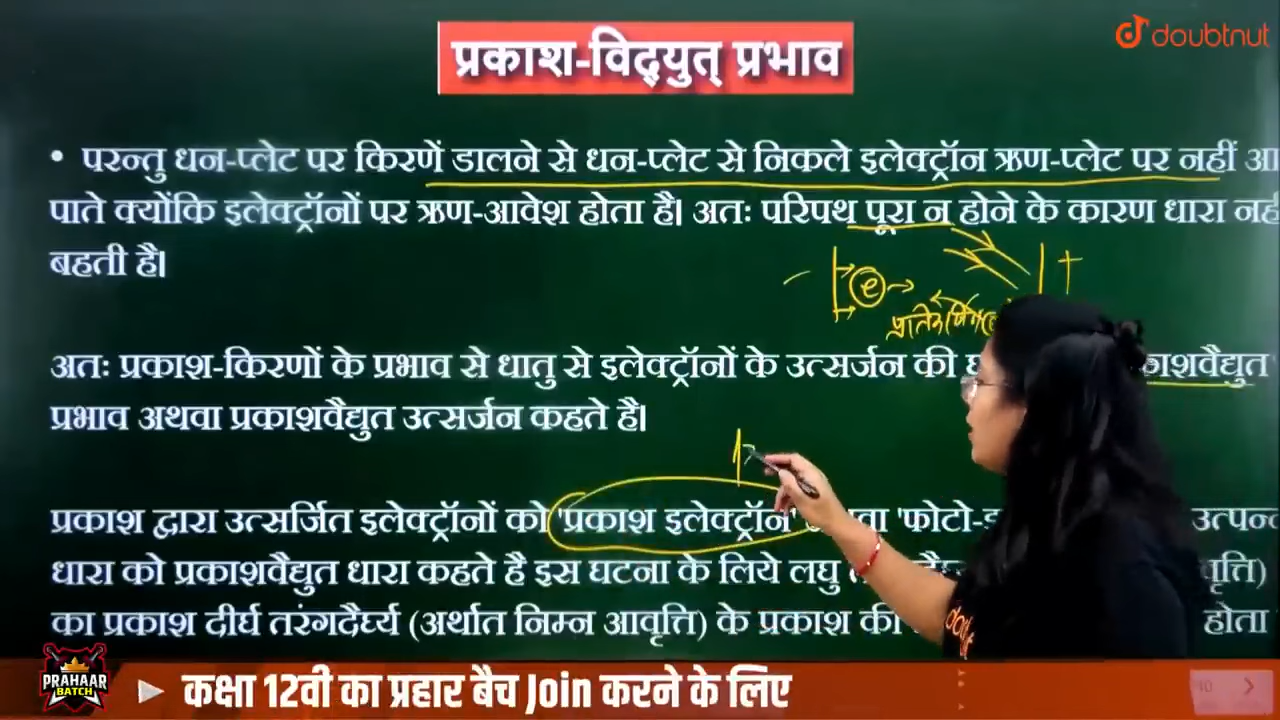 doubtnut
प्रकाश-विद्युत् प्रभाव
• परन्तु धन-प्लेट पर किरणें डालने से धन-प्लेट से निकले इलेक्ट्रॉन ऋण-प्लेट पर नहीं आ
पाते क्योंकि इलेक्ट्रॉनों पर ऋण-आवेश होता है। अतः परिपथ पूरा न होने के कारण धारा नहीं
बहती है।
- e +
अतः प्रकाश-किरणों के प्रभाव से धातु से इलेक्ट्रॉनों के उत्सर्जन की
प्रभाव अथवा प्रकाशवैद्युत उत्सर्जन कहते है।
प्रकाश द्वारा उत्सर्जित इलेक्ट्रॉनों को 'प्रकाश इलेक्ट्रॉन' 'फोटो-
धारा को प्रकाशवैद्युत धारा कहते है इस घटना के लिये लघु
का प्रकाश दीर्घ तरंगदैर्घ्य (अर्थात निम्न आवृत्ति) के प्रकाश की होता
PRAHAAR
BATCH
कक्षा 12वी का प्रहार बैच Join करने के लिए